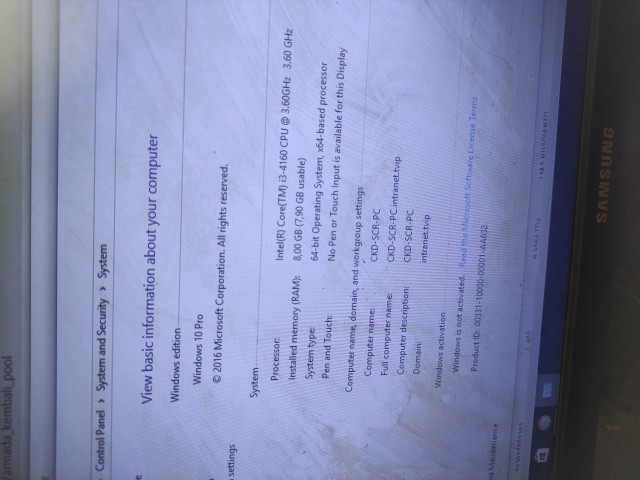 armada_kembali_pool
Control Panel > System and Security > System
View basic information about your computer
Windows edition
Windows 10 Pro
© 2016 Microsoft Corporation. All rights reserved.
System
Processor: Intel(R) Core(TM) i3-4160 CPU @ 3.60GHz 3.60 GHz
Installed memory (RAM): 8,00 GB (7,90 GB usable)
System type: 64-bit Operating System, x64-based processor
Pen and Touch: No Pen or Touch Input is available for this Display
Computer name, domain, and workgroup settings
Computer name: CKD-SCR-PC
Full computer name: CKD-SCR-PC.intranet.tvip
Computer description: CKD-SCR-PC
Domain: intranet.tvip
Windows activation
Windows is not activated. Read the Microsoft Software License Terms
Product ID: 00331-10000-00001-AA632
settings
Maintenance
SAMSUNG